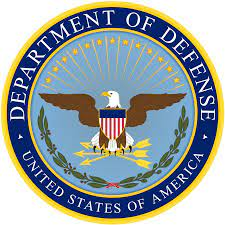 DEPARTMENT OF DEFENSE
UNITED STATES OF AMERICA